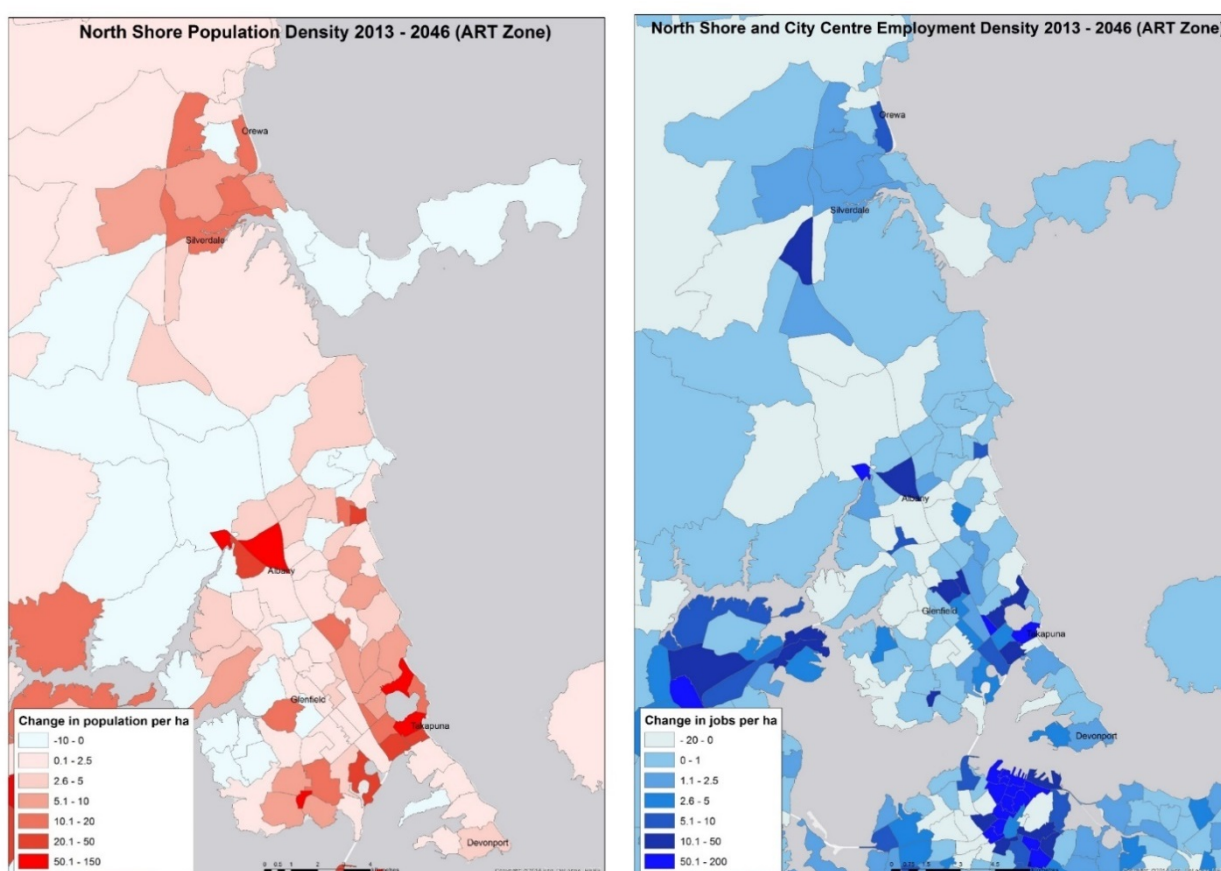 North Shore Population Density 2013 - 2046 (ART Zone)
Orewa
Silverdale
Albany
Glenfield
Takapuna
Devonport
Change in population per ha
-10 - 0
0.1 - 2.5
2.6 - 5
5.1 - 10
10.1 - 20
20.1 - 50
50.1 - 150
North Shore and City Centre Employment Density 2013 - 2046 (ART Zone)
Orewa
Silverdale
Albany
Glenfield
Takapuna
Devonport
Change in jobs per ha
-20 - 0
0 - 1
1.1 - 2.5
2.6 - 5
5.1 - 10
10.1 - 50
50.1 - 200